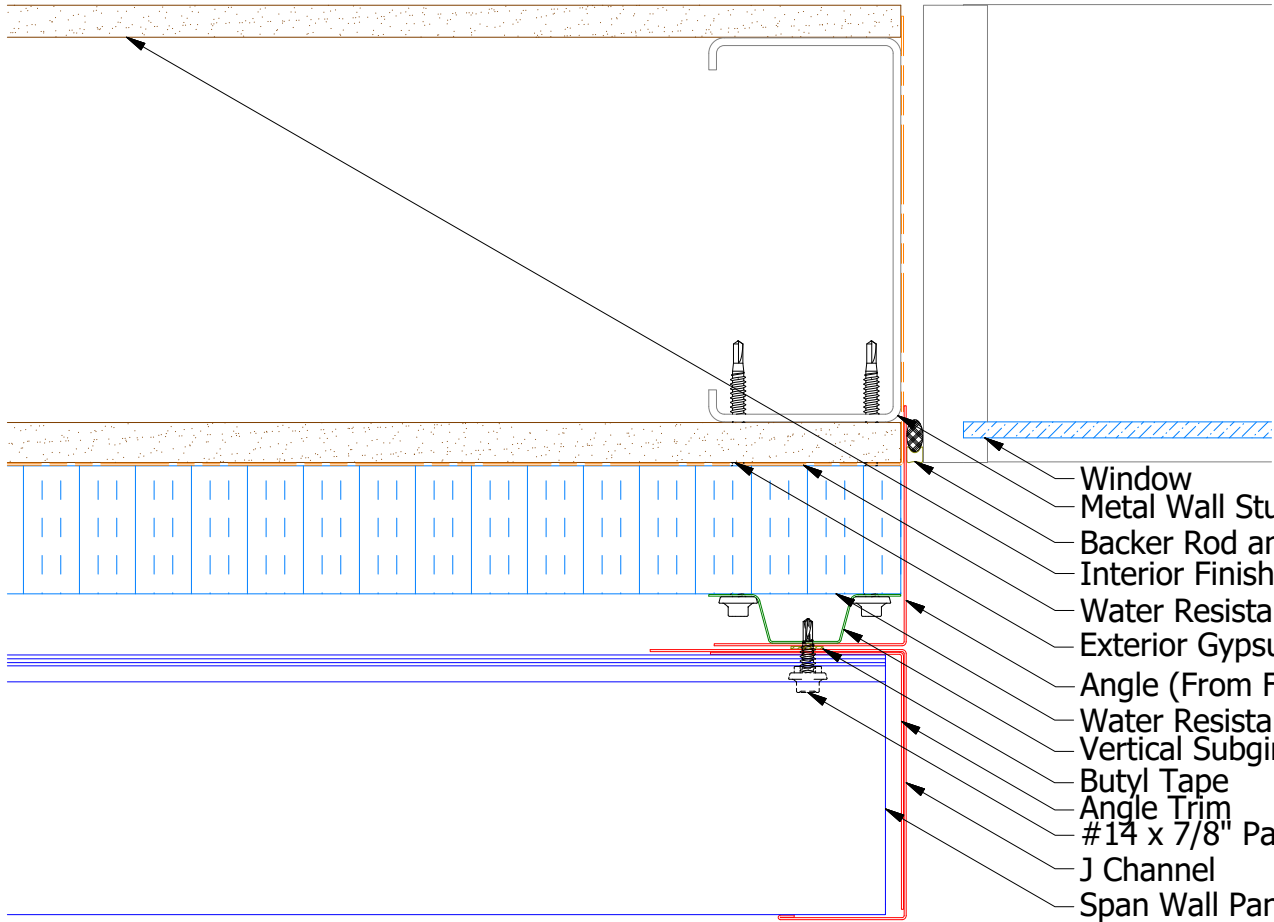 Window
Metal Wall Stu
Backer Rod an
Interior Finish
Water Resista
Exterior Gypsu
Angle (From F
Water Resista
Vertical Subgir
Butyl Tape
Angle Trim
#14 x 7/8" Pa
J Channel
Span Wall Pan